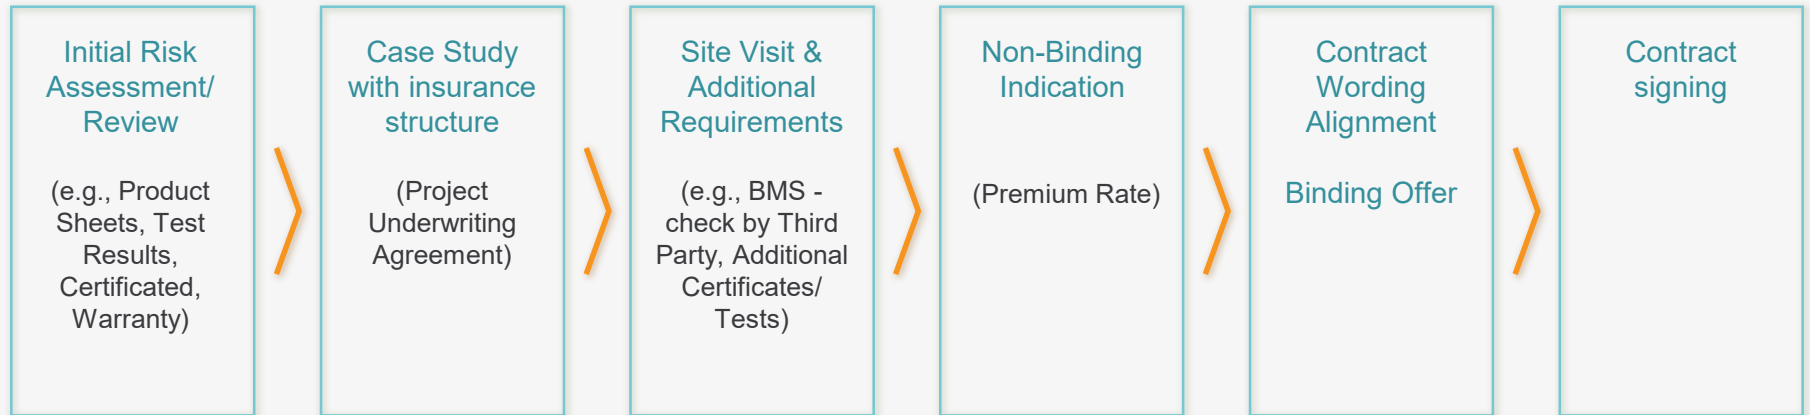 Initial Risk
Assessment/
Review
(e.g., Product
Sheets, Test
Results,
Certificated,
Warranty)
Case Study
with insurance
structure
(Project
Underwriting
Agreement)
Site Visit &
Additional
Requirements
(e.g., BMS -
check by Third
Party, Additional
Certificates/
Tests)
Non-Binding
Indication
(Premium Rate)
Contract
Wording
Alignment
Binding Offer
Contract
signing